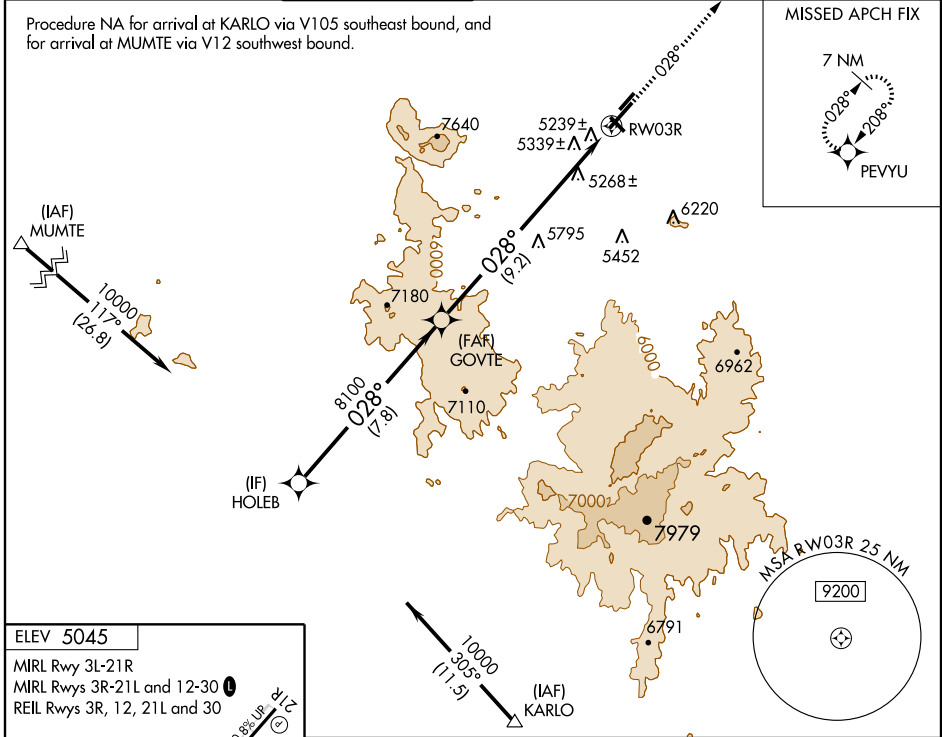 Procedure NA for arrival at KARLO via V105 southeast bound, and
for arrival at MUMTE via V12 southwest bound.
MISSED APCH FIX
7 NM
028°
208°
PEVYU
028°
7640
5239±
5339±
RW03R
5268±
6220
5795
5452
(IAF)
MUMTE
10000
117°
(26.8)
6000
028°
(9.2)
7180
(FAF)
GOVTE
7110
6000
6962
8100
028°
(7.8)
(IF)
HOLEB
7000
7979
MSA RW03R 25 NM
9200
6791
10000
305°
(11.5)
(IAF)
KARLO
ELEV 5045
MIRL Rwy 3L-21R
MIRL Rwys 3R-21L and 12-30 L
REIL Rwys 3R, 12, 21L and 30
0.8% UP
21R
P